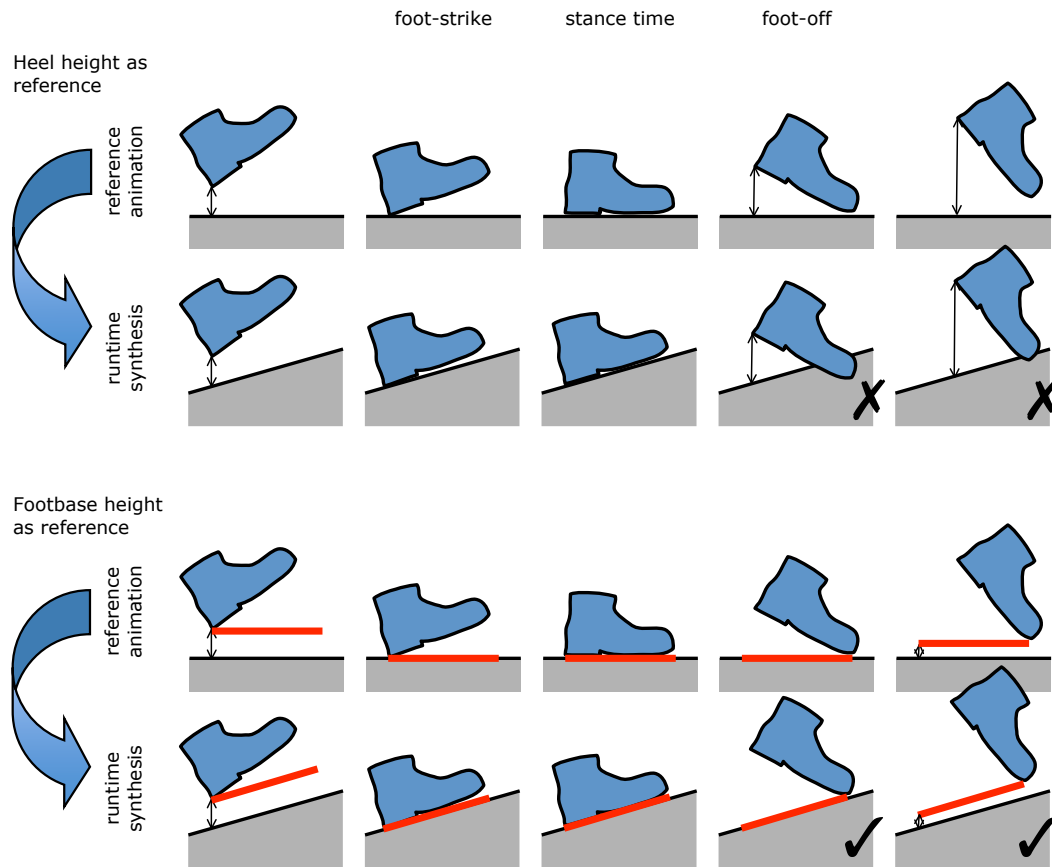 foot-strike
stance time
foot-off
Heel height as
reference
reference
animation
runtime
synthesis
Footbase height
as reference
reference
animation
runtime
synthesis